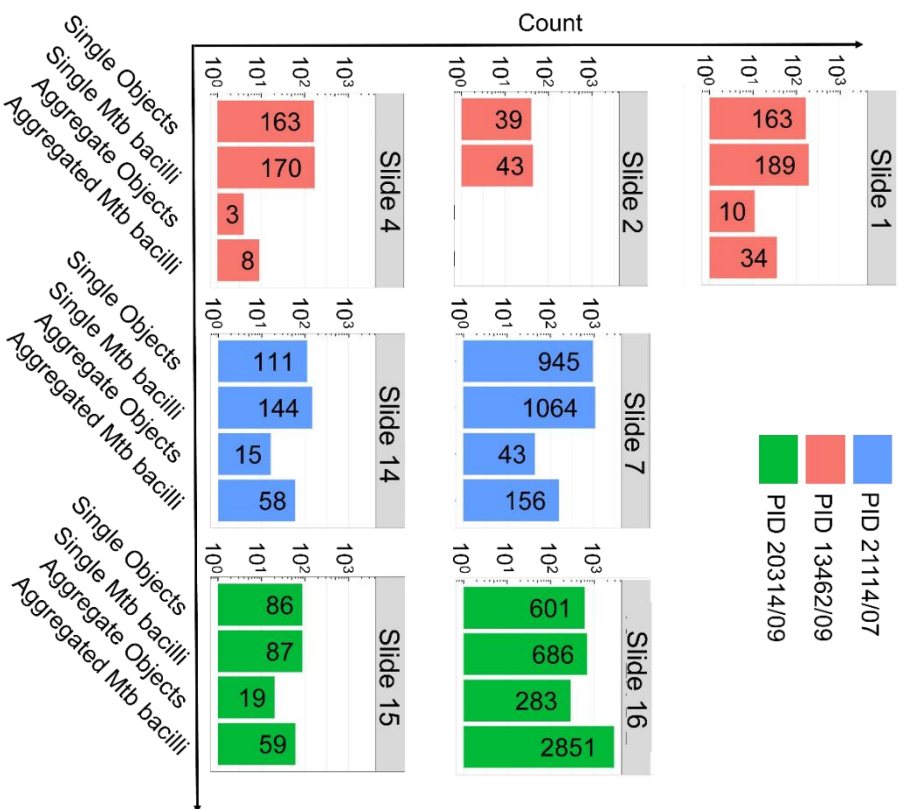 Count
Slide 1
10⁰ 10¹ 10² 10³
163
189
10
34
Slide 2
10⁰ 10¹ 10² 10³
39
43
Slide 4
10⁰ 10¹ 10² 10³
163
170
3
8
Single Objects
Single Mtb bacilli
Aggregate Objects
Aggregated Mtb bacilli
Slide 7
10⁰ 10¹ 10² 10³
945
1064
43
156
Slide 14
10⁰ 10¹ 10² 10³
111
144
15
58
Single Objects
Single Mtb bacilli
Aggregate Objects
Aggregated Mtb bacilli
Slide 16
10⁰ 10¹ 10² 10³
601
686
283
2851
Slide 15
10⁰ 10¹ 10² 10³
86
87
19
59
Single Objects
Single Mtb bacilli
Aggregate Objects
Aggregated Mtb bacilli
PID 21114/07
PID 13462/09
PID 20314/09